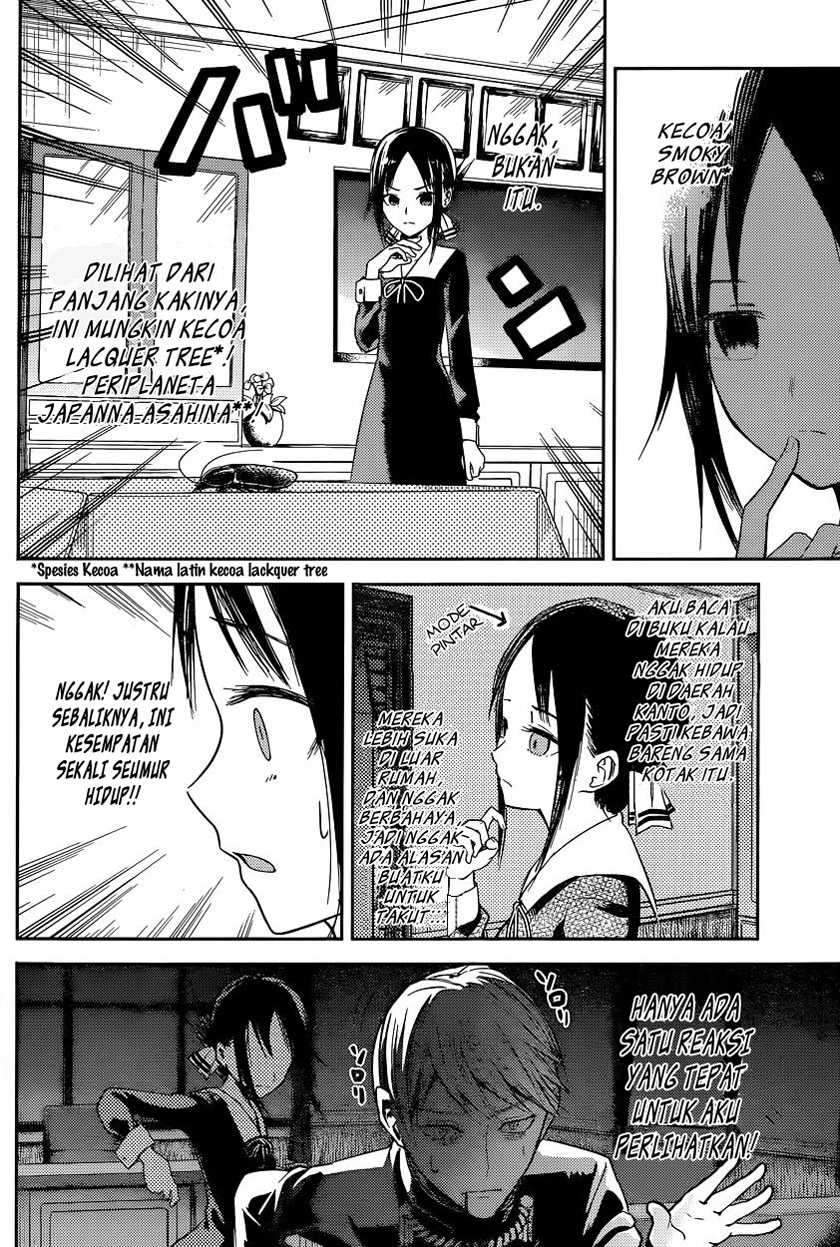 KECOA
SMOKY
BROWN*
NGGAK,
BUKAN
ITU.
DILIHAT DARI
PANJANG KAKINYA,
INI MUNGKIN KECOA
LACQUER TREE*!
PERIPLANETA
JAPANNA ASAHINA**!
*Spesies Kecoa **Nama latin kecoa lackquer tree
AKU BACA
DI BUKU KALAU
MEREKA
NGGAK HIDUP
DI DAERAH
KANTO, JADI
PASTI KEBAWA
BARENG SAMA
KOTAK ITU.
MODE
PINTAR
MEREKA
LEBIH SUKA
DI LUAR
RUMAH,
DAN NGGAK
BERBAHAYA,
JADI NGGAK
ADA ALASAN
BUATKU
UNTUK
TAKUT...
NGGAK! JUSTRU
SEBALIKNYA, INI
KESEMPATAN
SEKALI SEUMUR
HIDUP!!
HANYA ADA
SATU REAKSI
YANG TEPAT
UNTUK AKU
PERLIHATKAN!